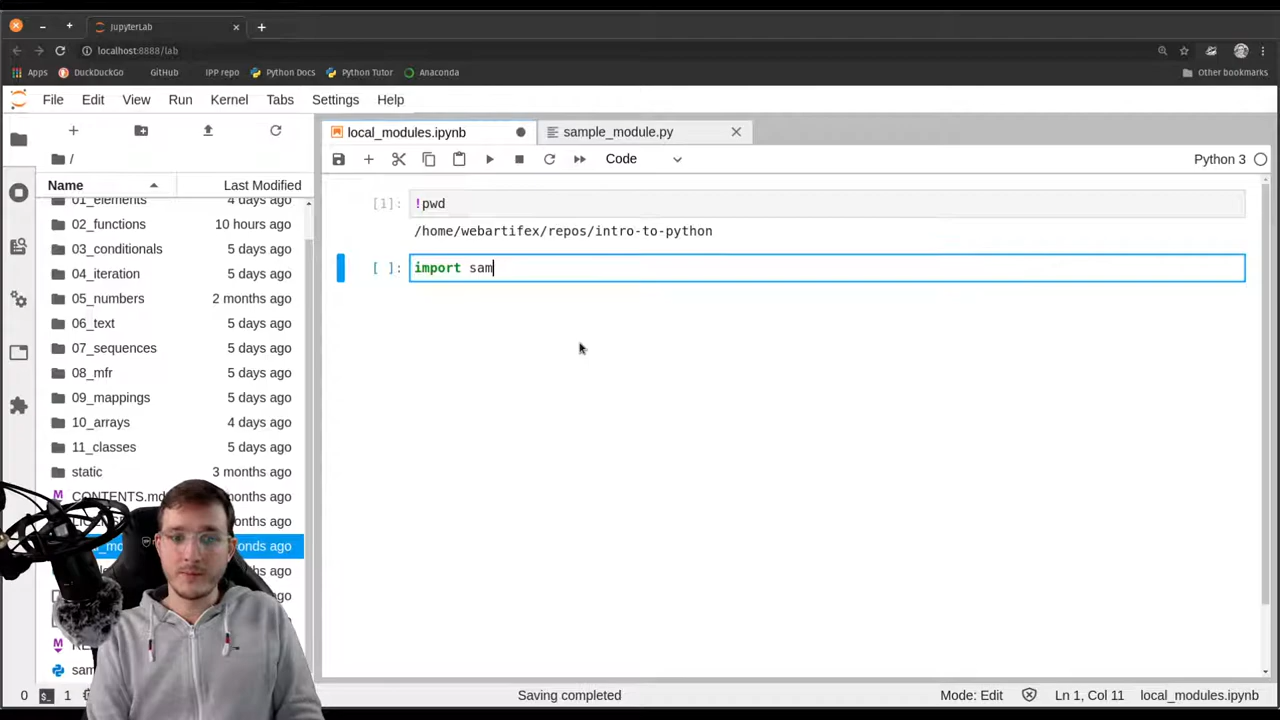 JupyterLab
localhost:8888/lab
Apps DuckDuckGo GitHub IPP repo Python Docs Python Tutor Anaconda Other bookmarks
File Edit View Run Kernel Tabs Settings Help
local_modules.ipynb sample_module.py
/
Code Python 3
Name Last Modified
01_elements 4 days ago
02_functions 10 hours ago
03_conditionals 5 days ago
04_iteration 5 days ago
05_numbers 2 months ago
06_text 5 days ago
07_sequences 5 days ago
08_mfr 5 days ago
09_mappings 5 days ago
10_arrays 4 days ago
11_classes 5 days ago
static 3 months ago
CONTENTS.md
[1]: !pwd
/home/webartifex/repos/intro-to-python
[ ]: import sam
0 1 Saving completed Mode: Edit Ln 1, Col 11 local_modules.ipynb